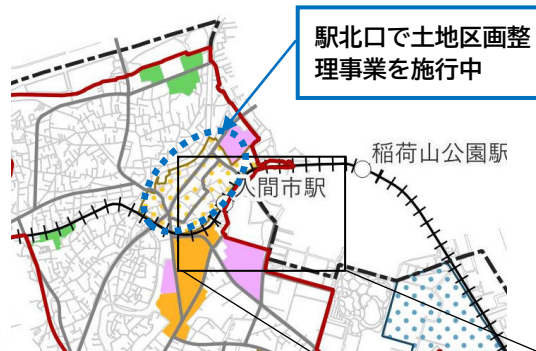 駅北口で土地区画整
理事業を施行中
稲荷山公園駅
入間市駅